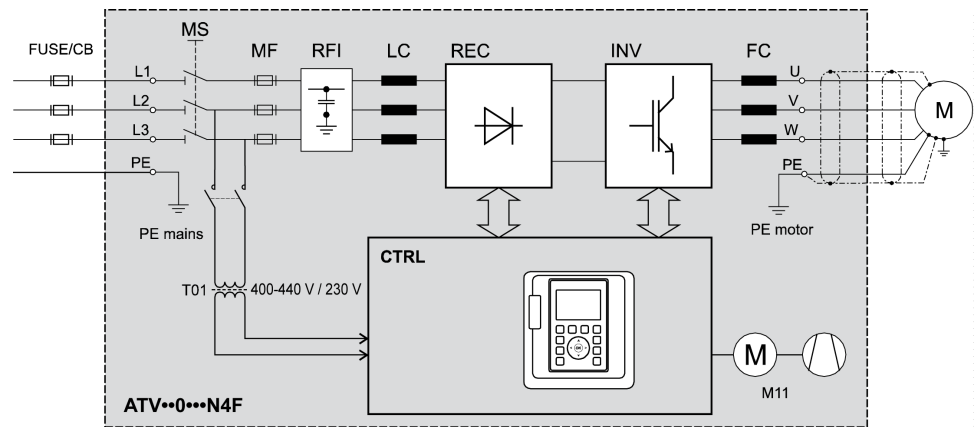 MS
FUSE/CB
MF
RFI
LC
REC
INV
FC
L1
L2
L3
PE
U
V
W
PE
M
PE mains
PE motor
CTRL
T01
400-440 V / 230 V
M
M11
ATV••0•••N4F